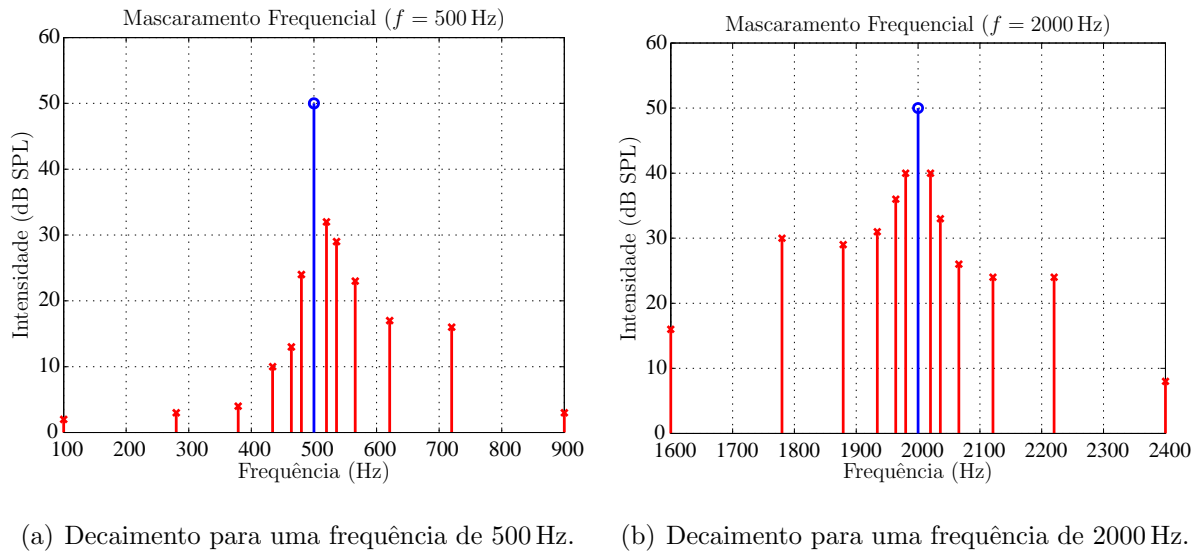 Mascaramento Frequencial (f = 500 Hz)
60
50
40
30
20
10
0
Intensidade (dB SPL)
100 200 300 400 500 600 700 800 900
Frequência (Hz)
(a) Decaimento para uma frequência de 500 Hz.
Mascaramento Frequencial (f = 2000 Hz)
60
50
40
30
20
10
0
Intensidade (dB SPL)
1600 1700 1800 1900 2000 2100 2200 2300 2400
Frequência (Hz)
(b) Decaimento para uma frequência de 2000 Hz.